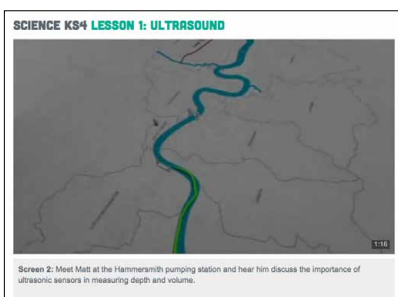 SCIENCE KS4 LESSON 1: ULTRASOUND
1:16
Screen 2: Meet Matt at the Hammersmith pumping station and hear him discuss the importance of
ultrasonic sensors in measuring depth and volume.